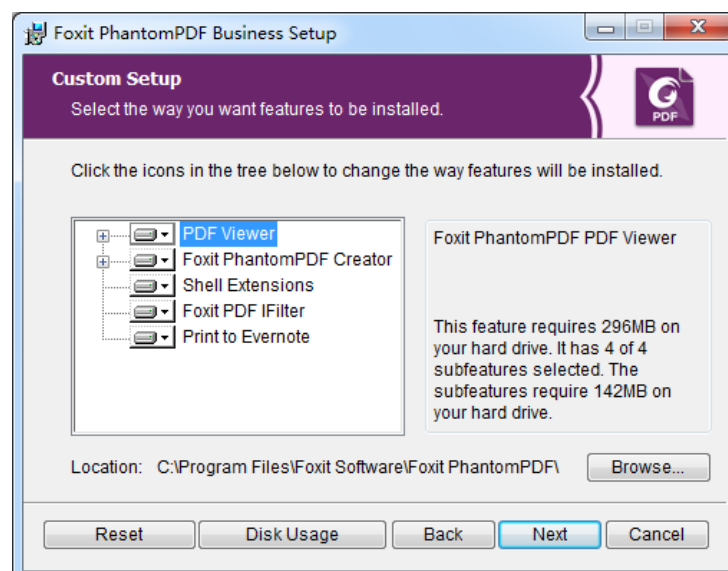 Foxit PhantomPDF Business Setup
Custom Setup
Select the way you want features to be installed.
PDF
Click the icons in the tree below to change the way features will be installed.
PDF Viewer
Foxit PhantomPDF Creator
Shell Extensions
Foxit PDF IFilter
Print to Evernote
Foxit PhantomPDF PDF Viewer
This feature requires 296MB on
your hard drive. It has 4 of 4
subfeatures selected. The
subfeatures require 142MB on
your hard drive.
Location: C:\Program Files\Foxit Software\Foxit PhantomPDF\ Browse...
Reset Disk Usage Back Next Cancel